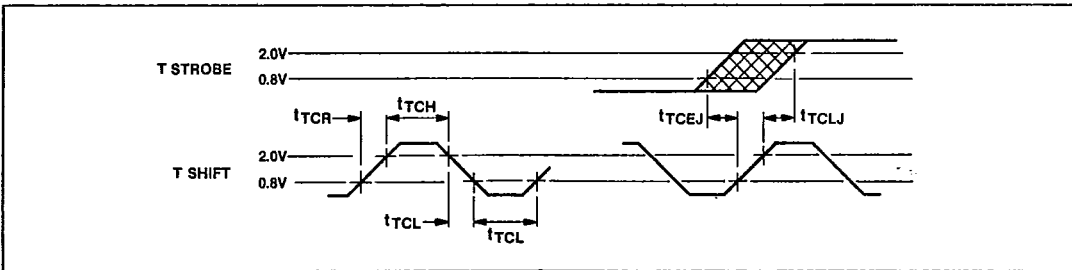 2.0V
T STROBE
0.8V
tTCR
tTCH
tTCEJ
tTCLJ
2.0V
T SHIFT
0.8V
tTCL
tTCL